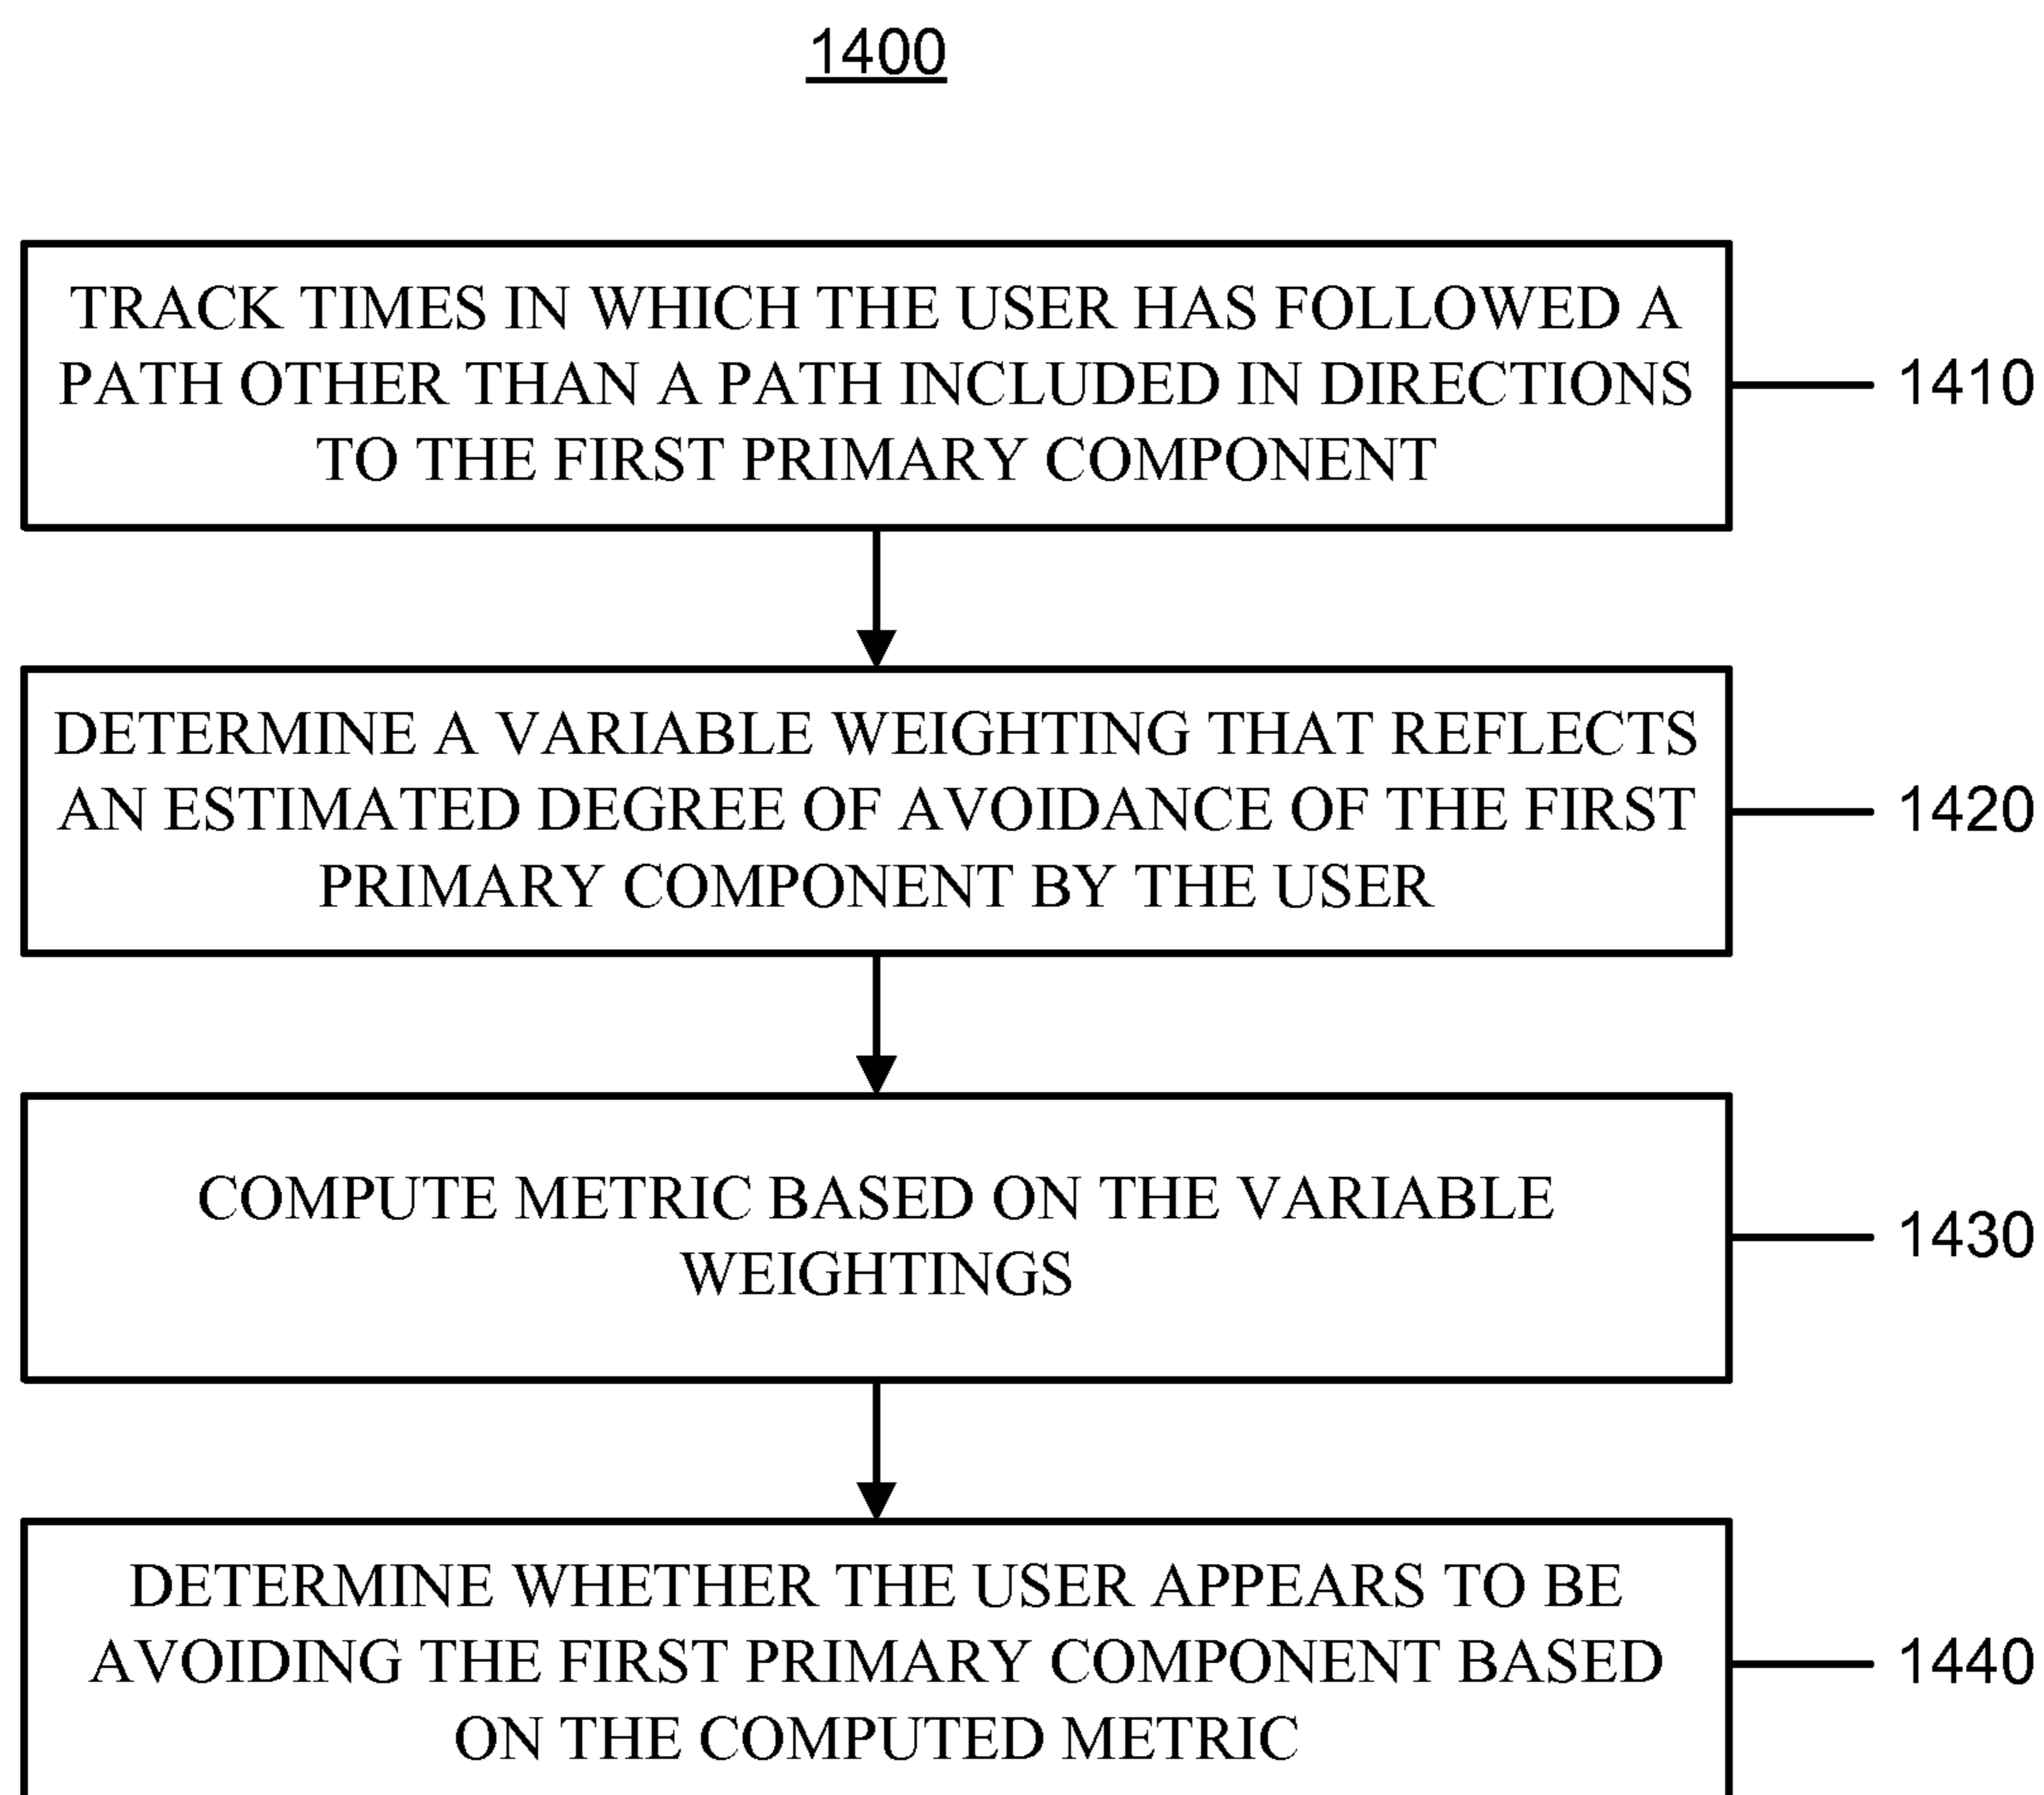 1400
TRACK TIMES IN WHICH THE USER HAS FOLLOWED A
PATH OTHER THAN A PATH INCLUDED IN DIRECTIONS
TO THE FIRST PRIMARY COMPONENT
1410
DETERMINE A VARIABLE WEIGHTING THAT REFLECTS
AN ESTIMATED DEGREE OF AVOIDANCE OF THE FIRST
PRIMARY COMPONENT BY THE USER
1420
COMPUTE METRIC BASED ON THE VARIABLE
WEIGHTINGS
1430
DETERMINE WHETHER THE USER APPEARS TO BE
AVOIDING THE FIRST PRIMARY COMPONENT BASED
ON THE COMPUTED METRIC
1440